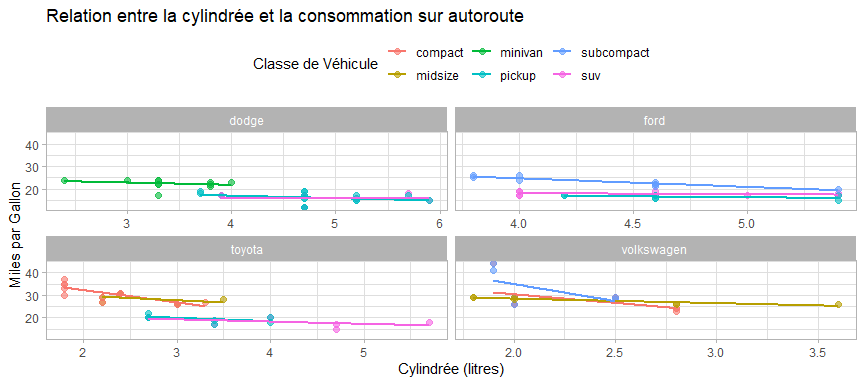 Relation entre la cylindrée et la consommation sur autoroute
Classe de Véhicule
compact minivan subcompact
midsize pickup suv
dodge ford
40
30
20
3 4 5 6 4.0 4.5 5.0
toyota volkswagen
40
30
20
2 3 4 5 2.0 2.5 3.0 3.5
Miles par Gallon
Cylindrée (litres)